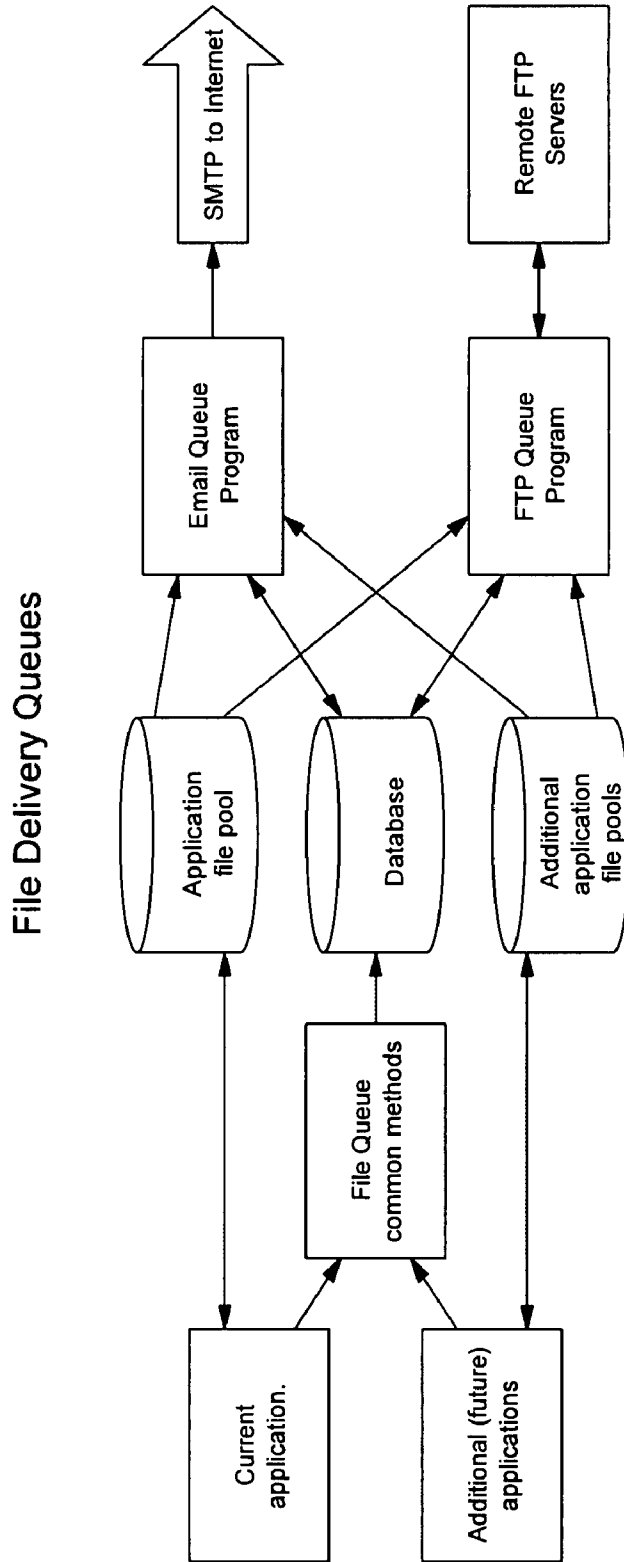 File Delivery Queues
Current
application.
Additional (future)
applications
File Queue
common methods
Application
file pool
Database
Additional
application
file pools
Email Queue
Program
FTP Queue
Program
SMTP to Internet
Remote FTP
Servers